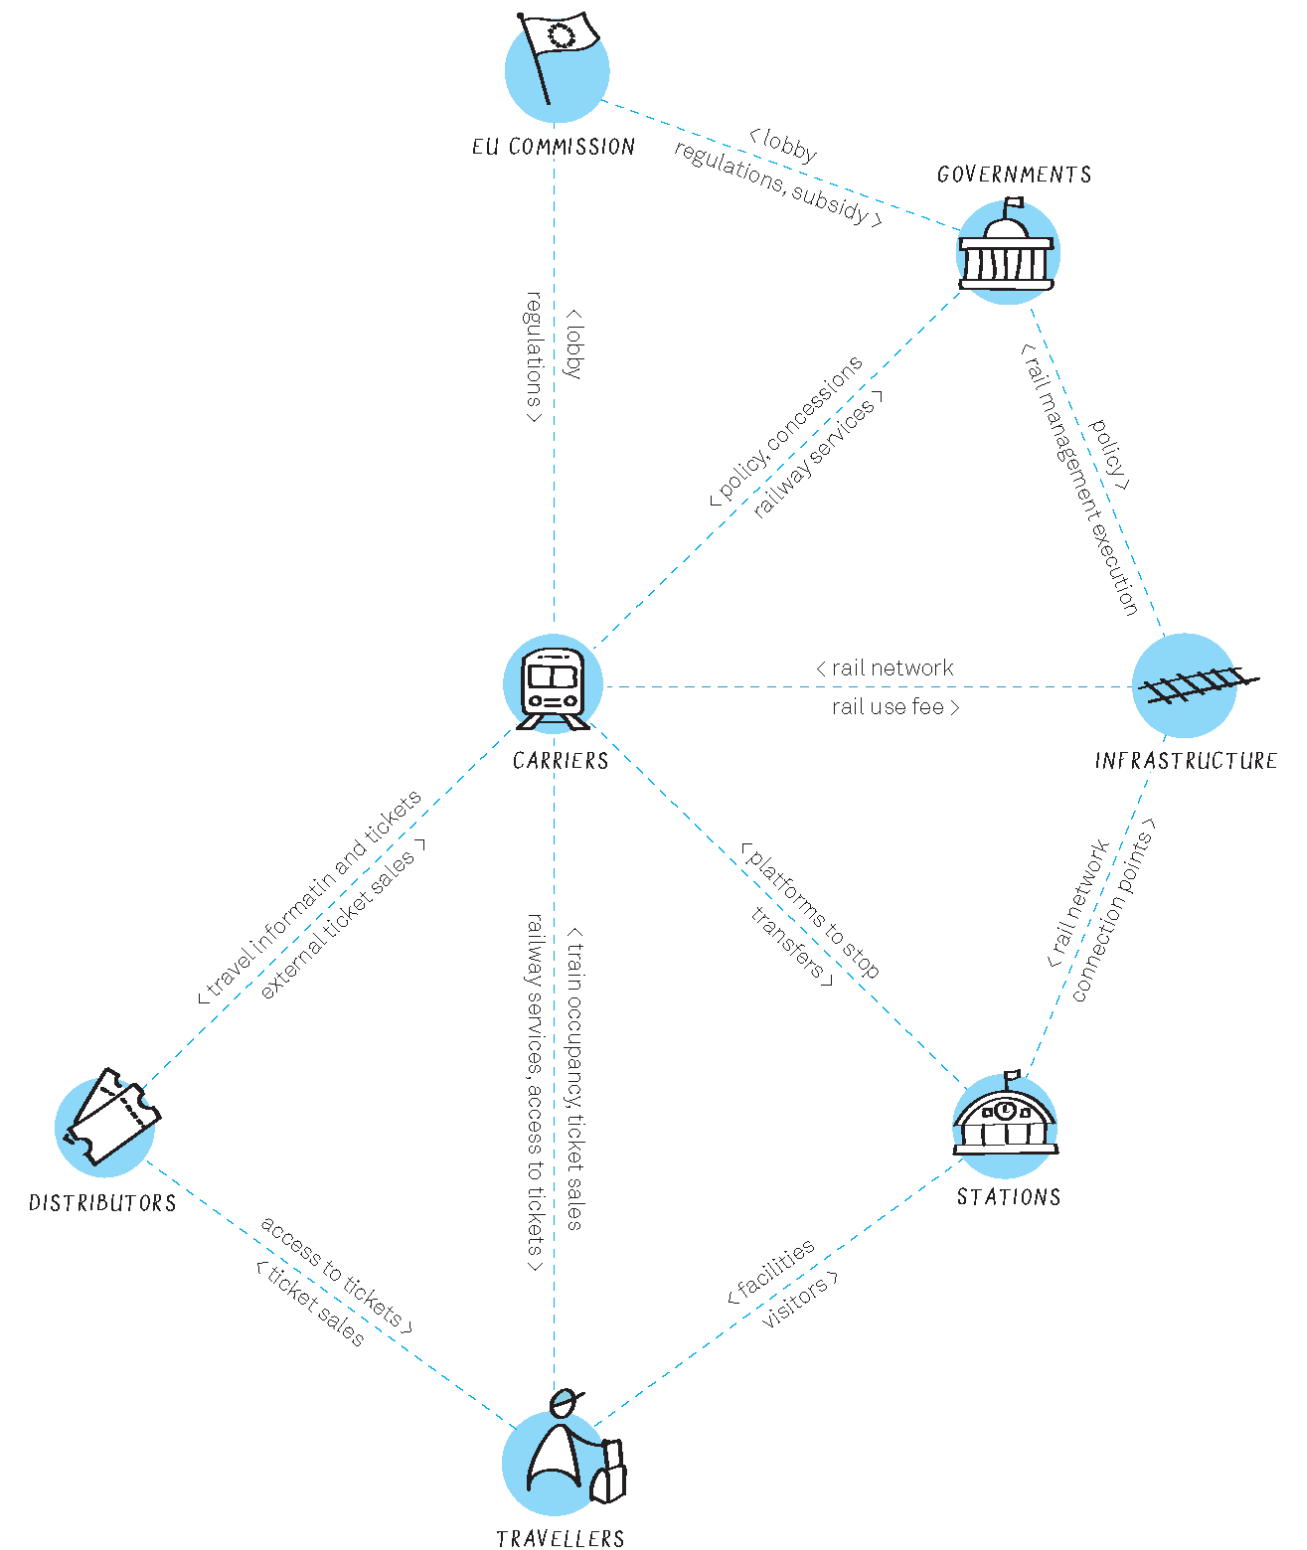 EU COMMISSION
< lobby
regulations, subsidy >
GOVERNMENTS
< lobby
regulations >
< policy, concessions
railway services >
policy >
< rail management execution
CARRIERS
< rail network
rail use fee >
INFRASTRUCTURE
< travel informatin and tickets
external ticket sales >
< train occupancy, ticket sales
railway services, access to tickets >
< platforms to stop
transfers >
< rail network
connection points >
DISTRIBUTORS
STATIONS
access to tickets >
< ticket sales
< facilities
visitors >
TRAVELLERS